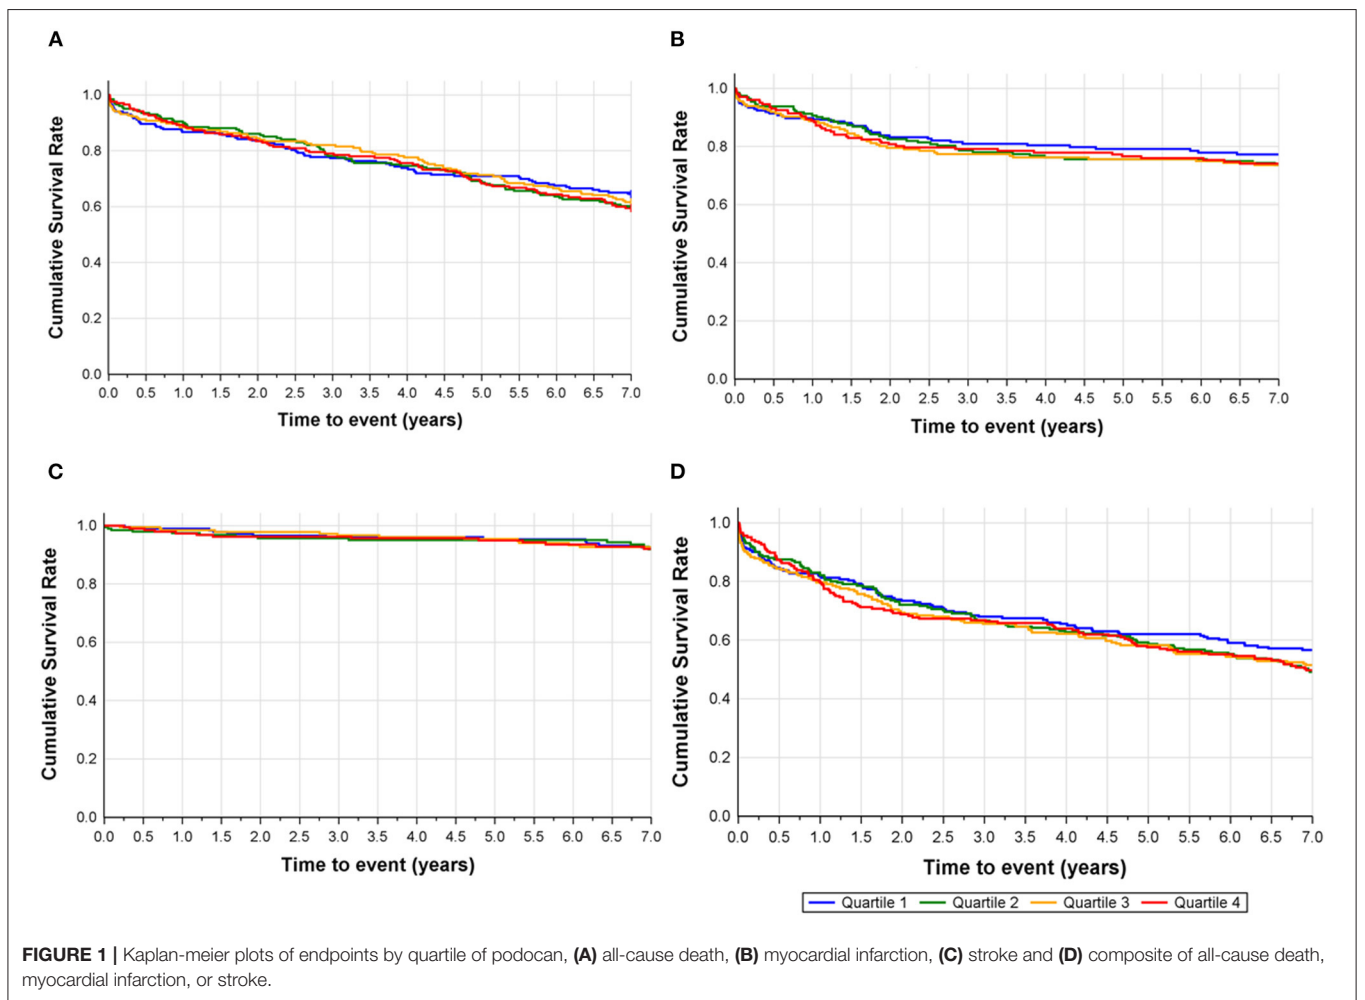 A
Cumulative Survival Rate
1.0
0.8
0.6
0.4
0.2
0.0
0.0 0.5 1.0 1.5 2.0 2.5 3.0 3.5 4.0 4.5 5.0 5.5 6.0 6.5 7.0
Time to event (years)
B
Cumulative Survival Rate
1.0
0.8
0.6
0.4
0.2
0.0
0.0 0.5 1.0 1.5 2.0 2.5 3.0 3.5 4.0 4.5 5.0 5.5 6.0 6.5 7.0
Time to event (years)
C
Cumulative Survival Rate
1.0
0.8
0.6
0.4
0.2
0.0
0.0 0.5 1.0 1.5 2.0 2.5 3.0 3.5 4.0 4.5 5.0 5.5 6.0 6.5 7.0
Time to event (years)
D
Cumulative Survival Rate
1.0
0.8
0.6
0.4
0.2
0.0
0.0 0.5 1.0 1.5 2.0 2.5 3.0 3.5 4.0 4.5 5.0 5.5 6.0 6.5 7.0
Time to event (years)
Quartile 1 Quartile 2 Quartile 3 Quartile 4
FIGURE 1 | Kaplan-meier plots of endpoints by quartile of podocan, (A) all-cause death, (B) myocardial infarction, (C) stroke and (D) composite of all-cause death,
myocardial infarction, or stroke.